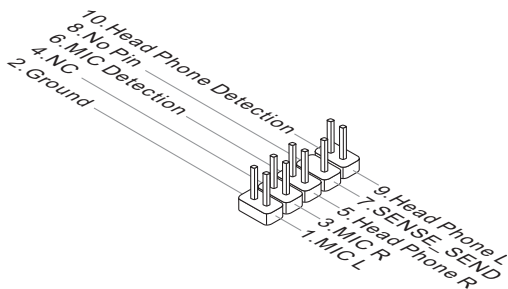 10.Head Phone Detection
8.No Pin
6.MIC Detection
4.NC
2.Ground
9.Head Phone L
7.SENSE_SEND
5.Head Phone R
3.MIC R
1.MIC L